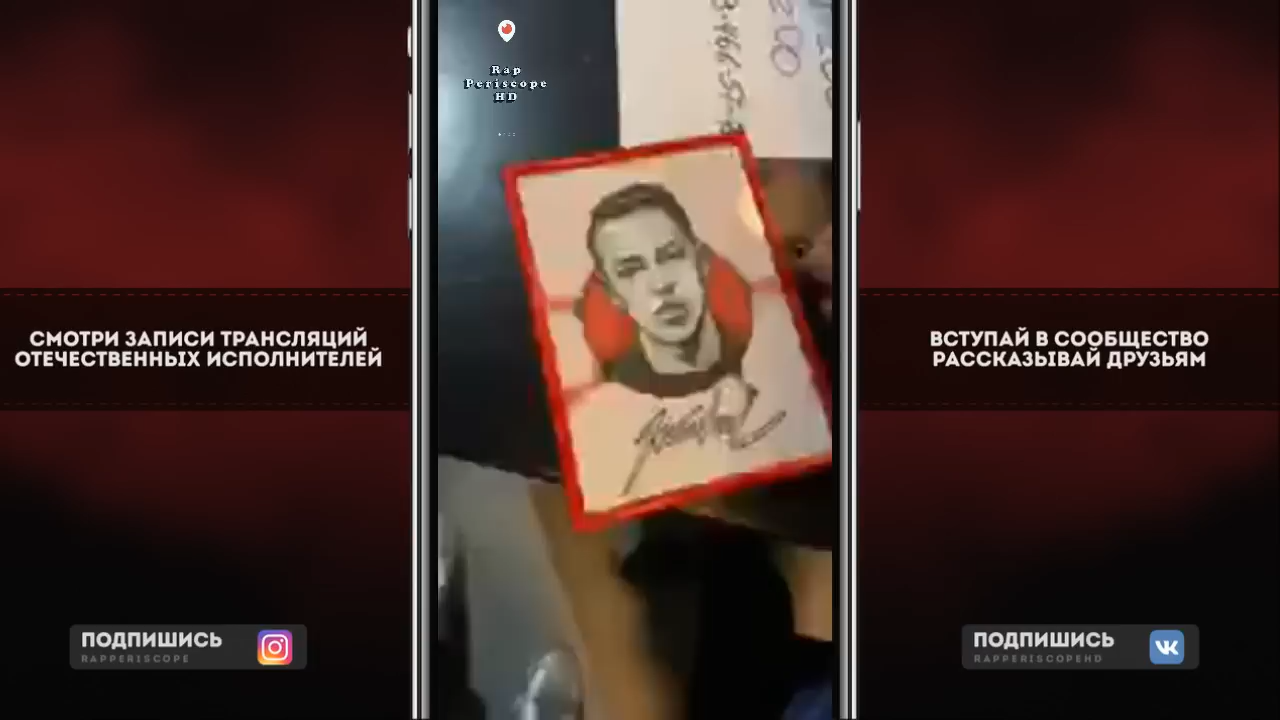 Rap
Periscope
HD
СМОТРИ ЗАПИСИ ТРАНСЛЯЦИЙ
ОТЕЧЕСТВЕННЫХ ИСПОЛНИТЕЛЕЙ
ВСТУПАЙ В СООБЩЕСТВО
РАССКАЗЫВАЙ ДРУЗЬЯМ
ПОДПИШИСЬ
RAPPERISCOPE
ПОДПИШИСЬ
RAPPERISCOPEHD